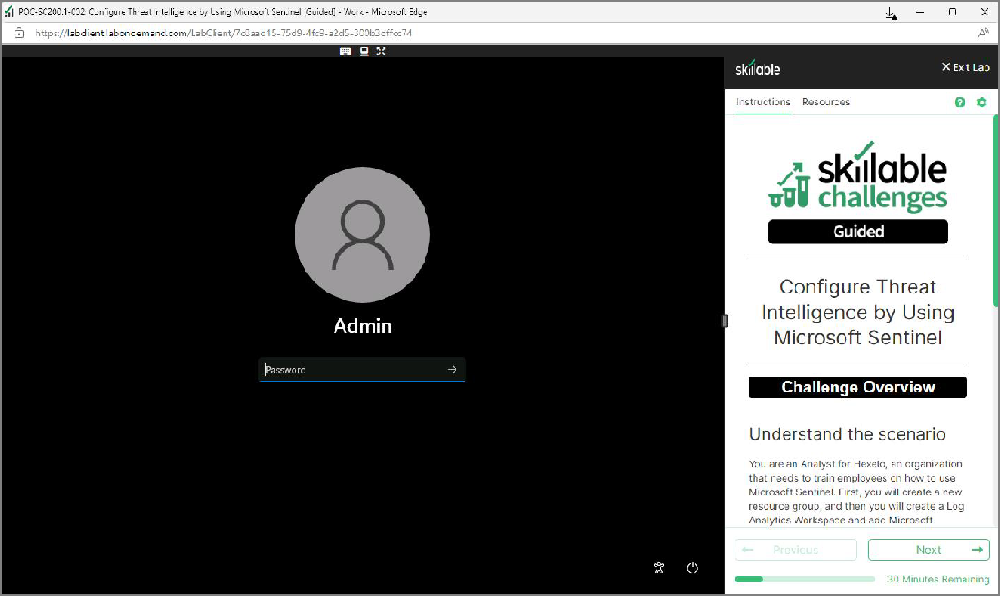 POC-SC200.1-002: Configure Threat Intelligence by Using Microsoft Sentinel [Guided] - Work - Microsoft Edge
https://labclient.labondemand.com/LabClient/7c8aad15-75d9-4fc9-a2d5-300b3dffcc74
skillable
Exit Lab
Instructions
Resources
skillable
challenges
Guided
Configure Threat
Intelligence by Using
Microsoft Sentinel
Challenge Overview
Understand the scenario
You are an Analyst for Hexelo, an organization
that needs to train employees on how to use
Microsoft Sentinel. First, you will create a new
resource group, and then you will create a Log
Analytics Workspace and add Microsoft
Previous
Next
30 Minutes Remaining
Admin
Password